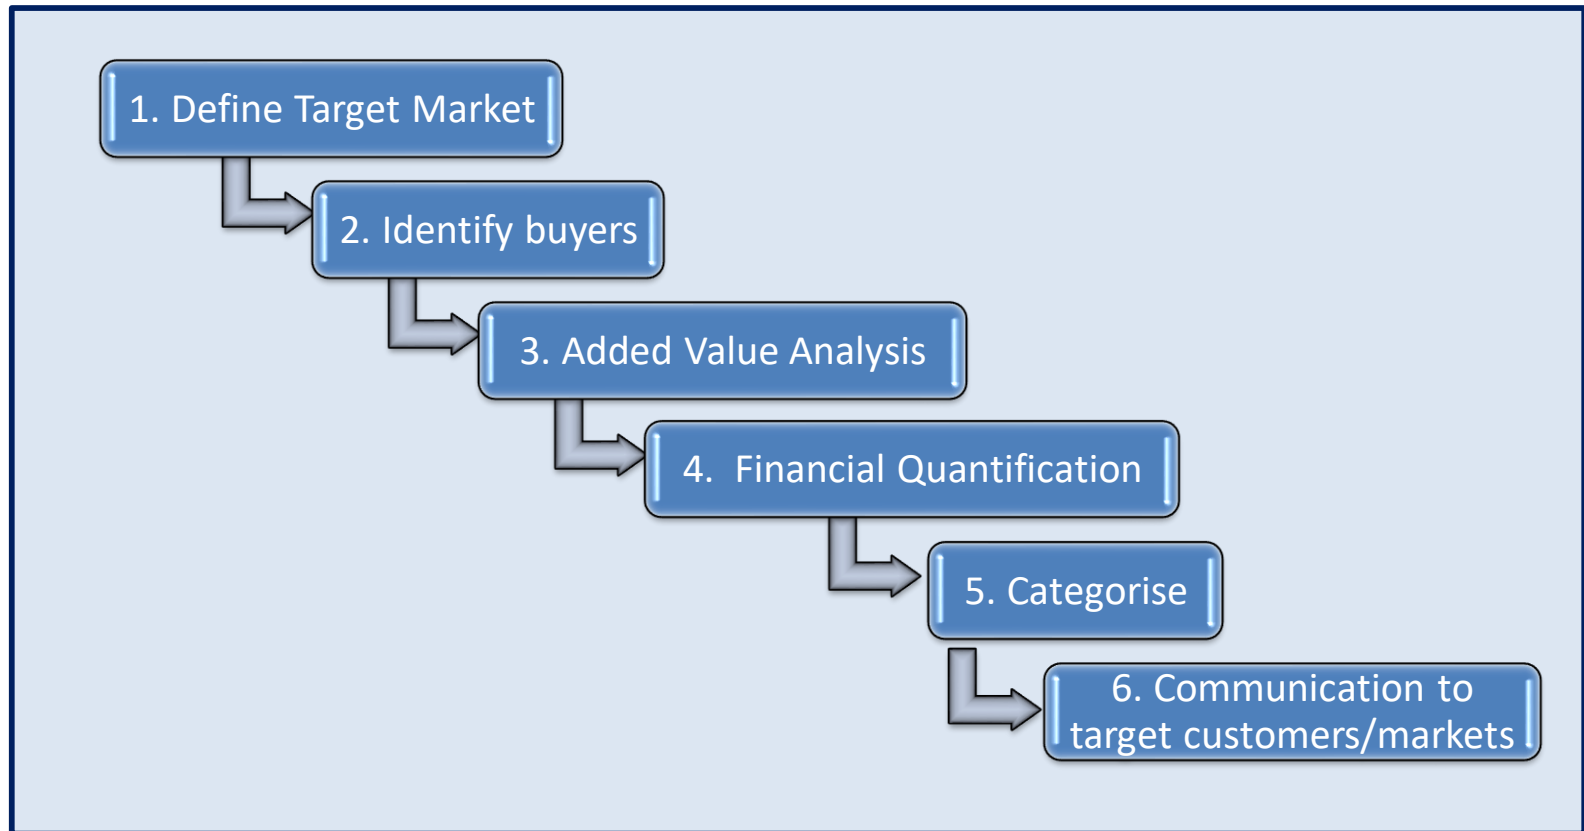 1. Define Target Market
2. Identify buyers
3. Added Value Analysis
4.  Financial Quantification
5. Categorise
6. Communication to
target customers/markets